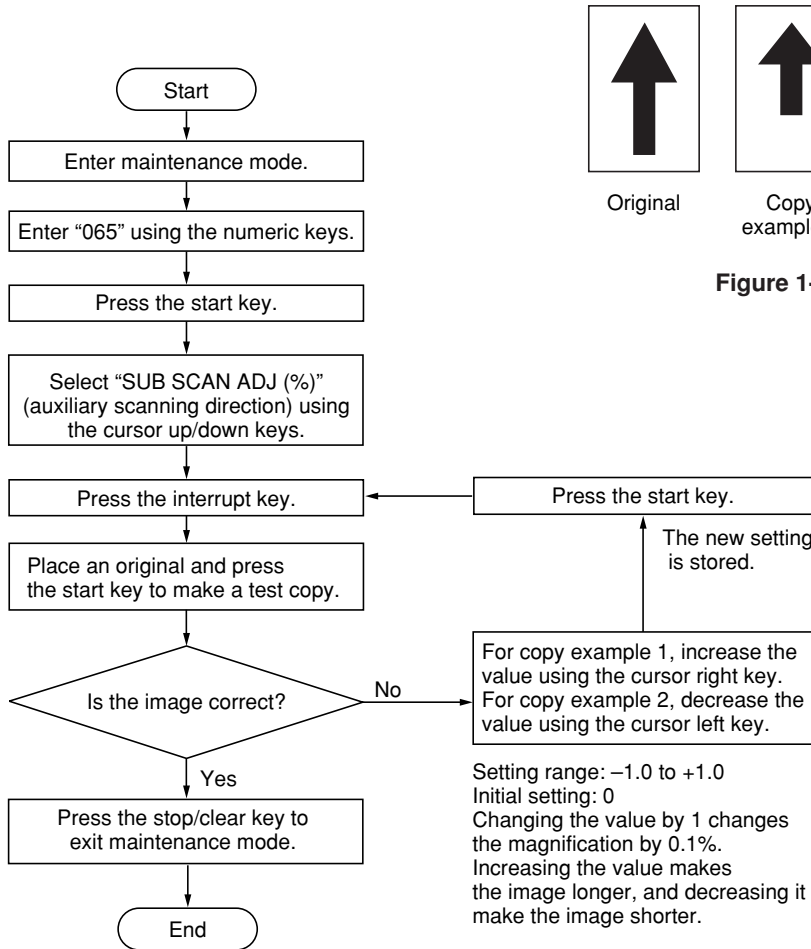 Start
Enter maintenance mode.
Enter “065” using the numeric keys.
Press the start key.
Select “SUB SCAN ADJ (%)”
(auxiliary scanning direction) using
the cursor up/down keys.
Press the interrupt key.
Place an original and press
the start key to make a test copy.
Is the image correct?
No
Yes
Press the stop/clear key to
exit maintenance mode.
End
Original
Copy
Figure 1-
Press the start key.
The new setting
is stored.
For copy example 1, increase the
value using the cursor right key.
For copy example 2, decrease the
value using the cursor left key.
Setting range: –1.0 to +1.0
Initial setting: 0
Changing the value by 1 changes
the magnification by 0.1%.
Increasing the value makes
the image longer, and decreasing it
make the image shorter.